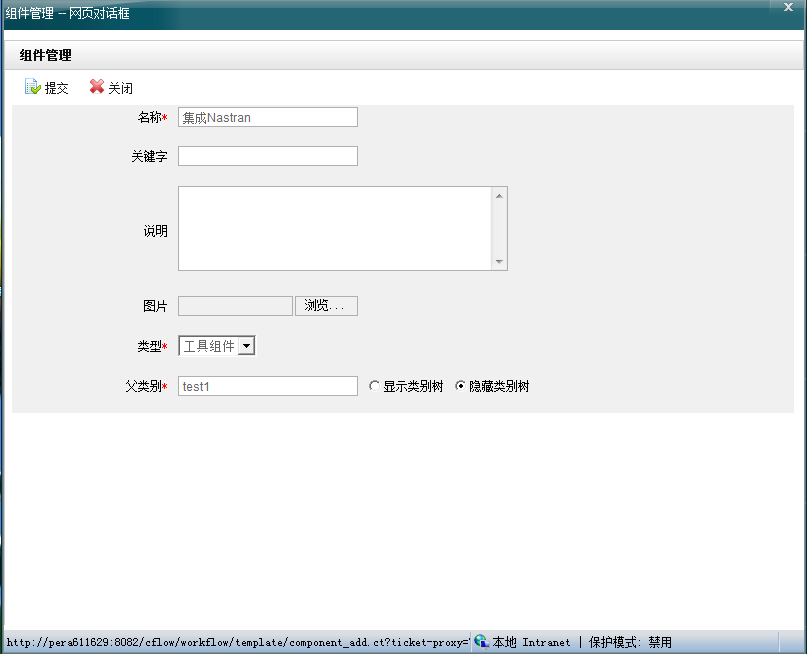 组件管理 -- 网页对话框
组件管理
提交 关闭
名称* 集成Nastran
关键字
说明
图片 浏览...
类型* 工具组件
父类别* test1 显示类别树 隐藏类别树
http://pera611629:8082/cflow/workflow/template/component_add.ct?ticket-proxy= 本地 Intranet | 保护模式: 禁用